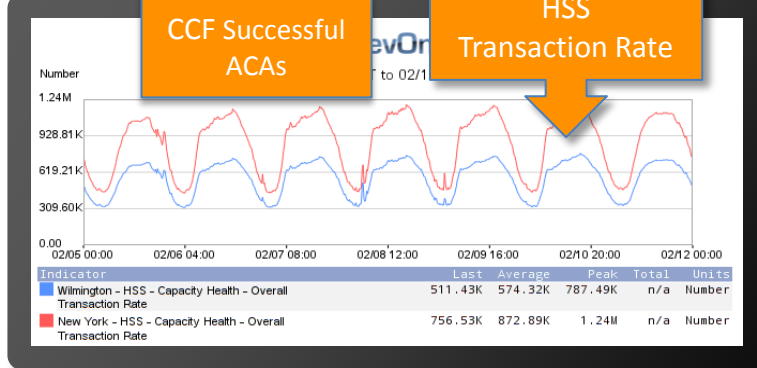 CCF Successful
ACAs
HSS
Transaction Rate
evOn
Number
T to 02/1
1.24M
928.81K
619.21K
309.60K
0.00
02/05 00:00 02/06 04:00 02/07 08:00 02/08 12:00 02/09 16:00 02/10 20:00 02/12 00:00
Indicator Last Average Peak Total Units
Wilmington - HSS - Capacity Health - Overall 511.43K 574.32K 787.49K n/a Number
Transaction Rate
New York - HSS - Capacity Health - Overall 756.53K 872.89K 1.24M n/a Number
Transaction Rate